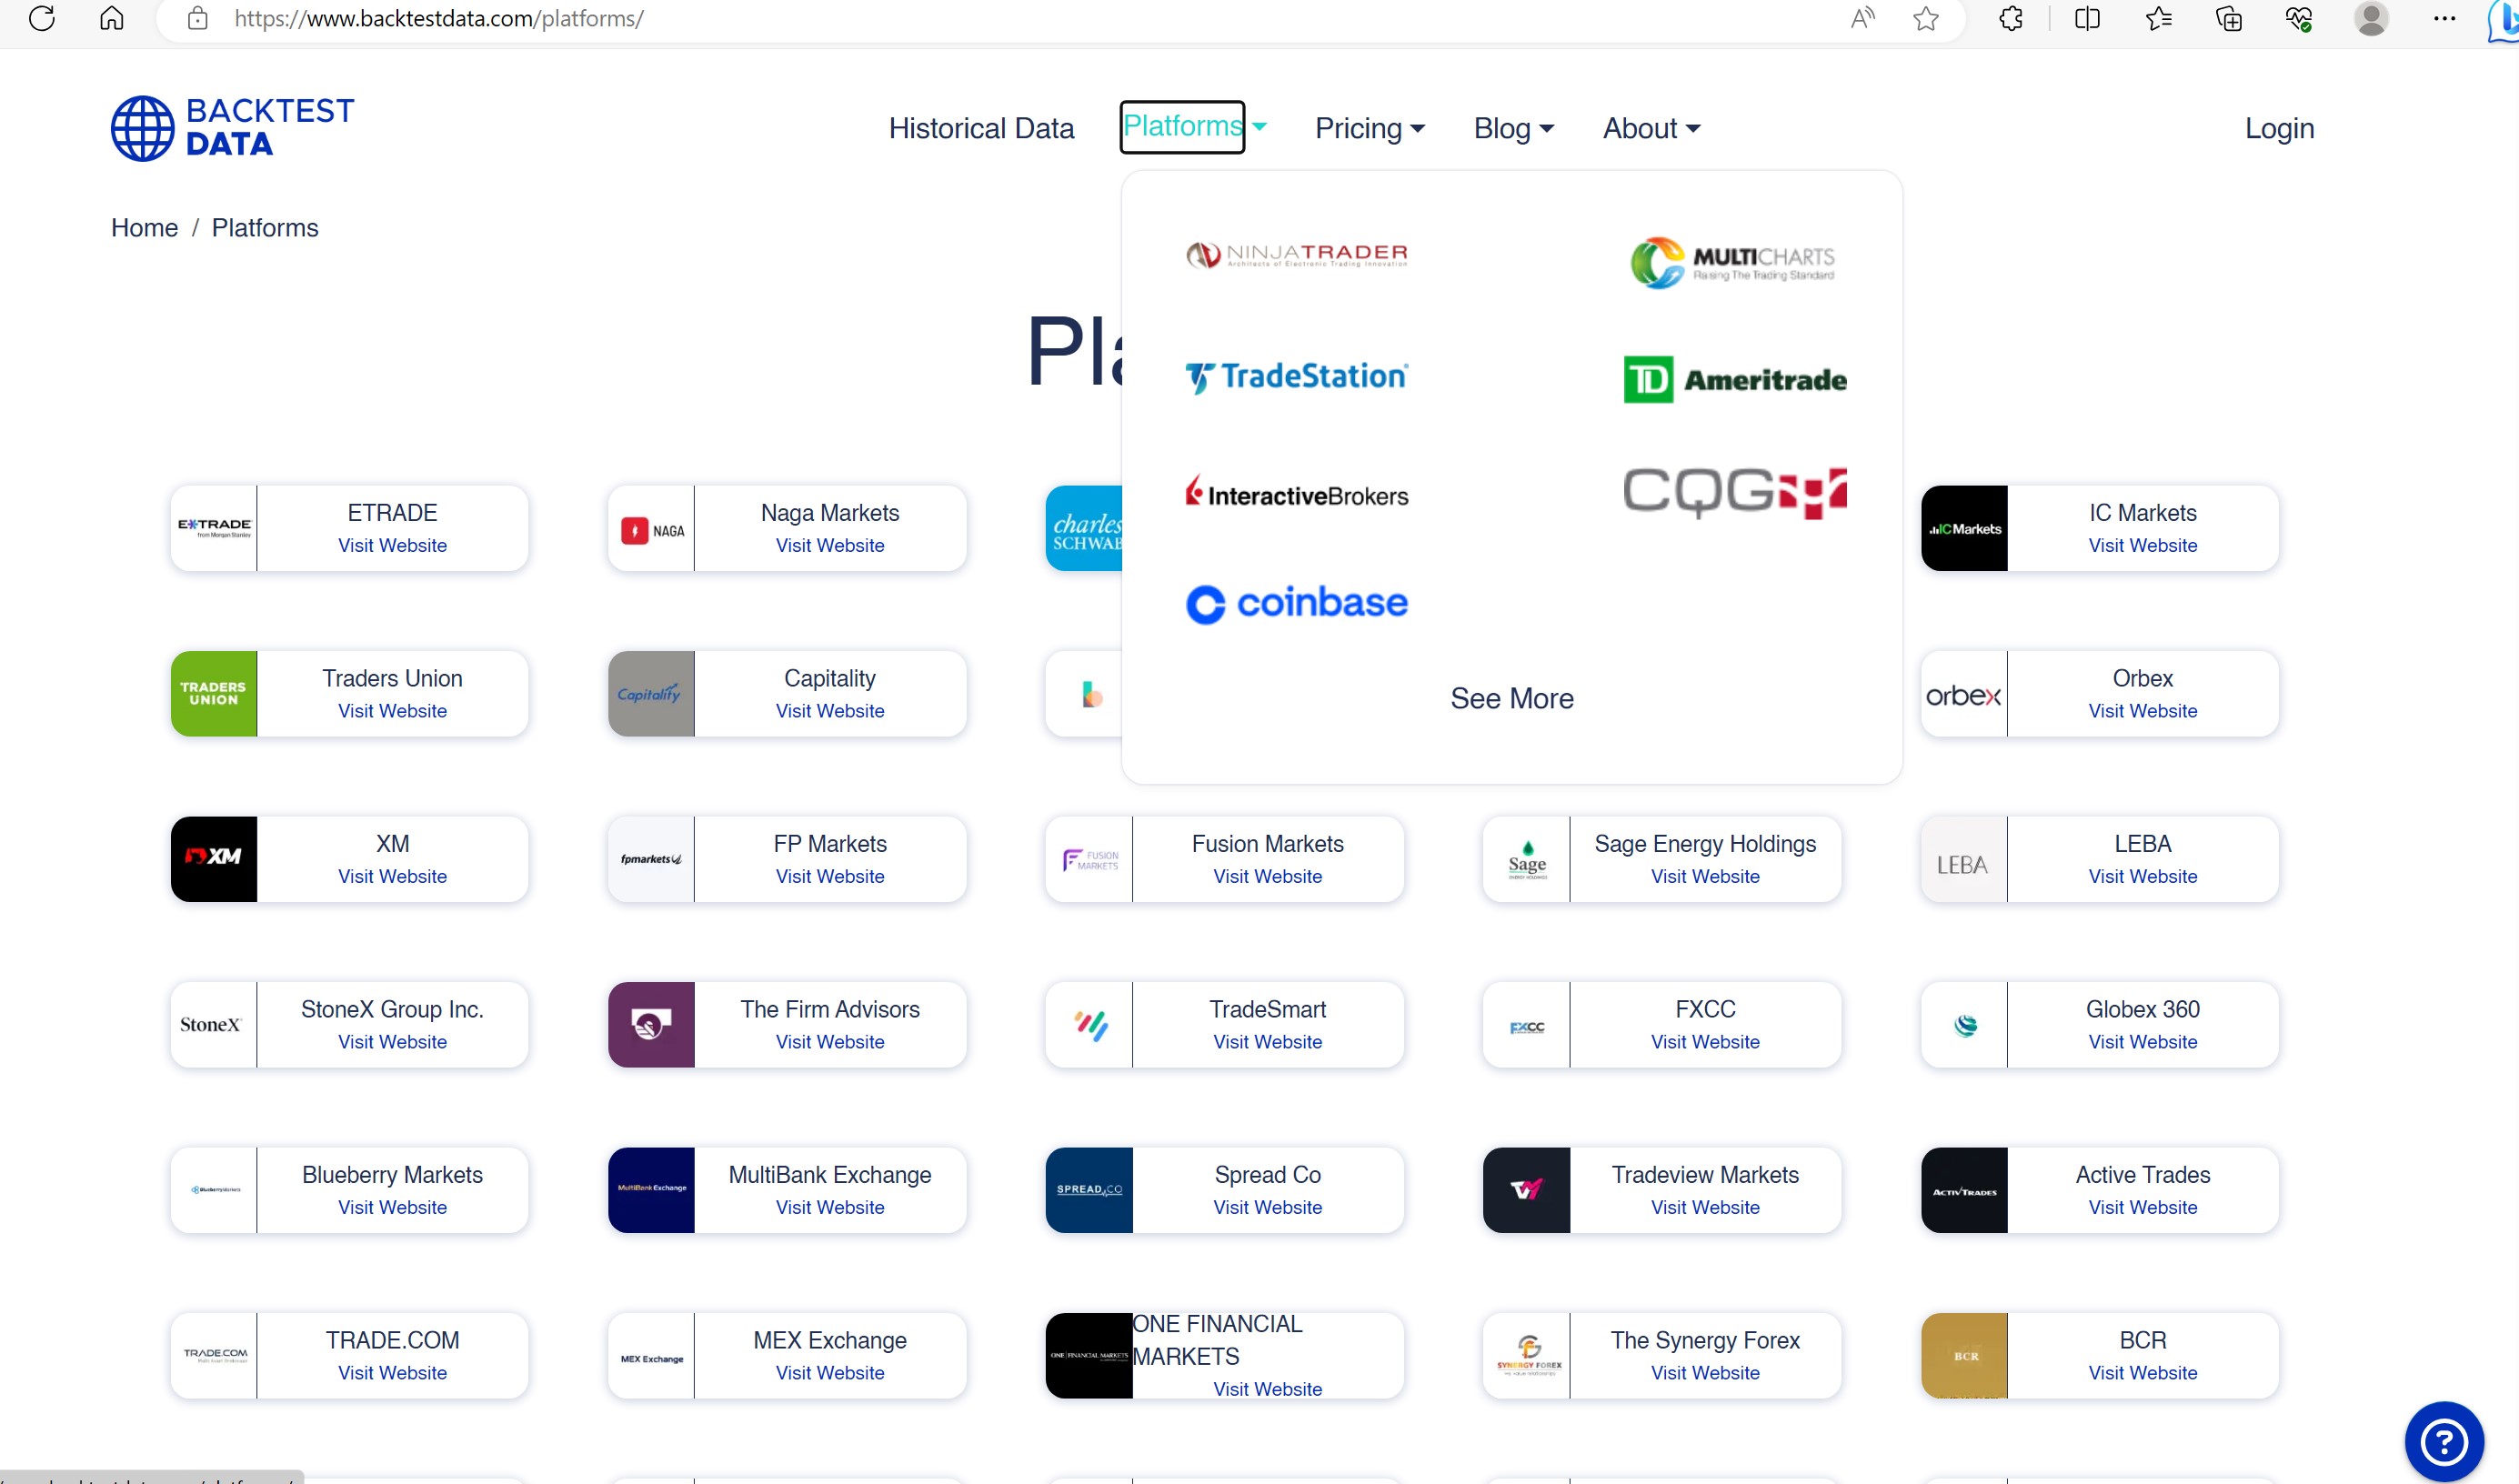 https://www.backtestdata.com/platforms/
BACKTEST
DATA
Historical Data
Platforms
Pricing
Blog
About
Login
Home / Platforms
NINJATRADER
Architects of Electronic Trading Innovation
MULTICHARTS
Raising The Trading Standard
TradeStation
TD Ameritrade
InteractiveBrokers
CQG
coinbase
See More
Pla
E*TRADE
from Morgan Stanley
ETRADE
Visit Website
NAGA
Naga Markets
Visit Website
charles
SCHWAB
IC Markets
IC Markets
Visit Website
TRADERS
UNION
Traders Union
Visit Website
Capitality
Capitality
Visit Website
orbex
Orbex
Visit Website
XM
XM
Visit Website
fpmarkets
FP Markets
Visit Website
FUSION
MARKETS
Fusion Markets
Visit Website
Sage
ENERGY HOLDINGS
Sage Energy Holdings
Visit Website
LEBA
LEBA
Visit Website
StoneX
StoneX Group Inc.
Visit Website
The Firm Advisors
Visit Website
TradeSmart
Visit Website
FXCC
FXCC
Visit Website
Globex 360
Visit Website
BlueberryMarkets
Blueberry Markets
Visit Website
MultiBank Exchange
MultiBank Exchange
Visit Website
SPREAD CO
Spread Co
Visit Website
Tradeview Markets
Visit Website
ACTIVTRADES
Active Trades
Visit Website
TRADE.COM
TRADE.COM
Visit Website
MEX Exchange
MEX Exchange
Visit Website
ONE FINANCIAL MARKETS
ONE FINANCIAL
MARKETS
Visit Website
SYNERGY FOREX
The Synergy Forex
Visit Website
BCR
BCR
Visit Website